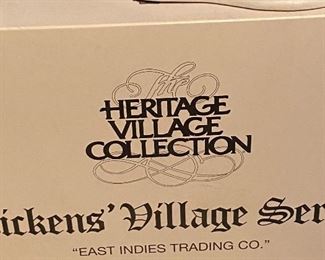 The
HERITAGE
VILLAGE
COLLECTION
ickens' Village Ser
"EAST INDIES TRADING CO."